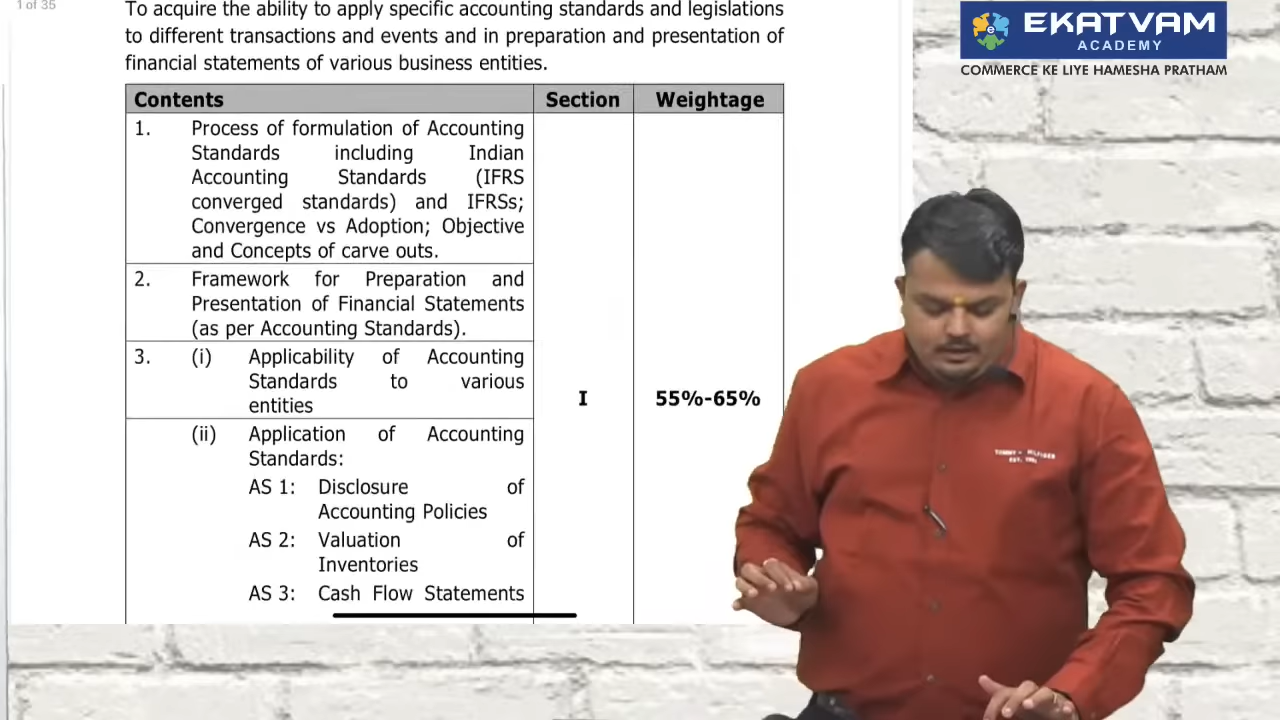 1 of 35
To acquire the ability to apply specific accounting standards and legislations
to different transactions and events and in preparation and presentation of
financial statements of various business entities.
Contents Section Weightage
1. Process of formulation of Accounting
Standards including Indian
Accounting Standards (IFRS
converged standards) and IFRSs;
Convergence vs Adoption; Objective
and Concepts of carve outs.
2. Framework for Preparation and
Presentation of Financial Statements
(as per Accounting Standards).
3. (i) Applicability of Accounting
Standards to various
entities
I 55%-65%
(ii) Application of Accounting
Standards:
AS 1: Disclosure of
Accounting Policies
AS 2: Valuation of
Inventories
AS 3: Cash Flow Statements
EKATVAM
ACADEMY
COMMERCE KE LIYE HAMESHA PRATHAM
TOMMY HILFIGER